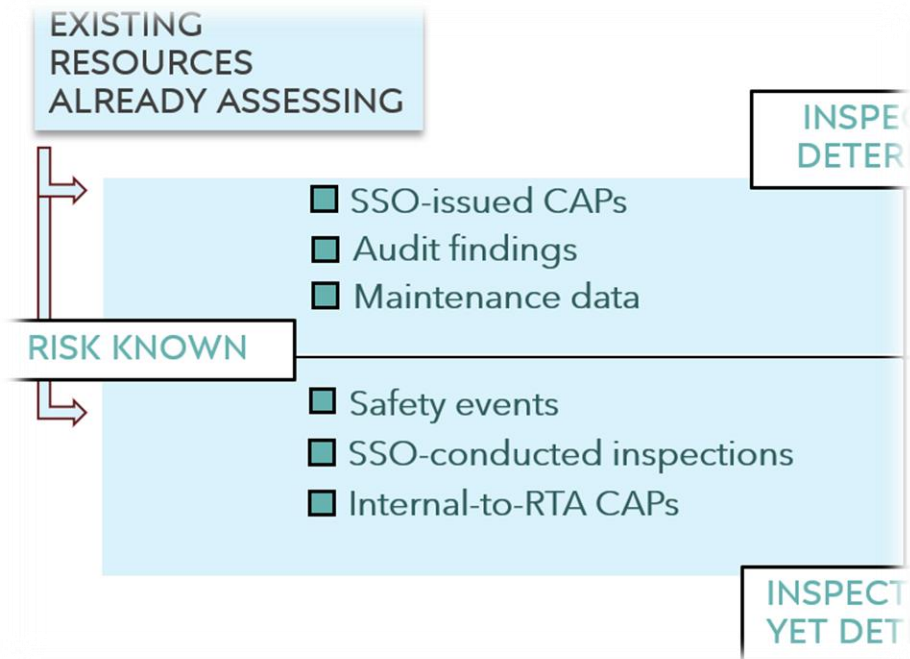 EXISTING
RESOURCES
ALREADY ASSESSING
SSO-issued CAPs
Audit findings
Maintenance data
RISK KNOWN
Safety events
SSO-conducted inspections
Internal-to-RTA CAPs
YET